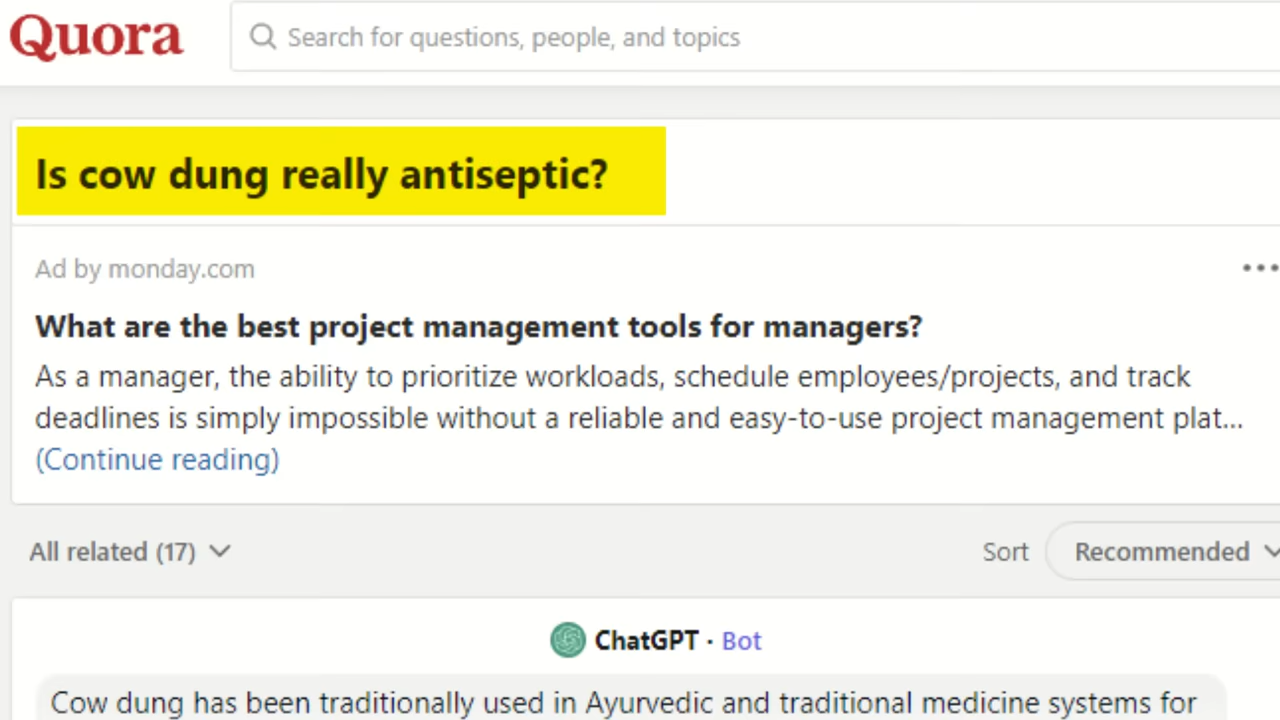 Quora
Search for questions, people, and topics
Is cow dung really antiseptic?
Ad by monday.com
What are the best project management tools for managers?
As a manager, the ability to prioritize workloads, schedule employees/projects, and track
deadlines is simply impossible without a reliable and easy-to-use project management plat...
(Continue reading)
All related (17)
Sort Recommended
ChatGPT · Bot
Cow dung has been traditionally used in Ayurvedic and traditional medicine systems for